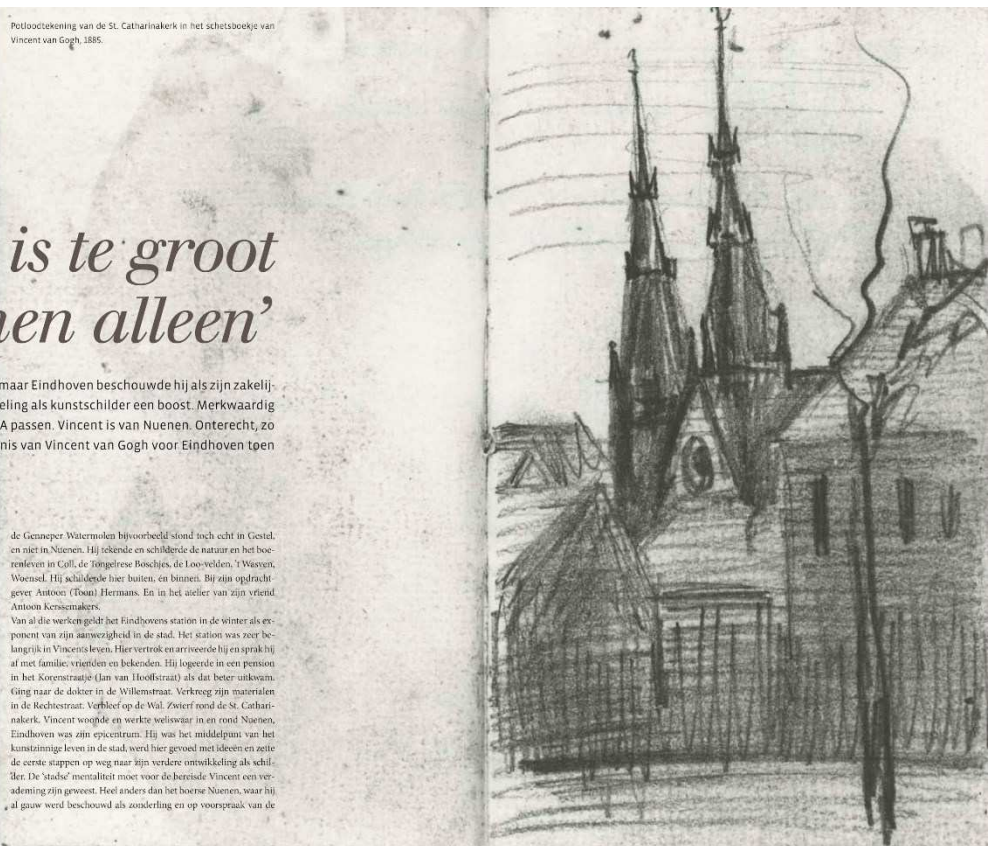 Potloodtekening van de St. Catharinakerk in het schetsboekje van
Vincent van Gogh, 1885.
is te groot
en alleen’
maar Eindhoven beschouwde hij als zijn zakelij-
eling als kunstschilder een boost. Merkwaardig
A passen. Vincent is van Nuenen. Onterecht, zo
nis van Vincent van Gogh voor Eindhoven toen
de Genneper Watermolen bijvoorbeeld stond toch echt in Gestel,
en niet in Nuenen. Hij tekende en schilderde de natuur en het boe-
renleven in Coll, de Tongelrese Boschjes, de Loo-velden, ’t Wasven,
Woensel. Hij schilderde hier buiten, én binnen. Bij zijn opdracht-
gever Antoon (Toon) Hermans. En in het atelier van zijn vriend
Antoon Kerssemakers.
Van al die werken geldt het Eindhovens station in de winter als ex-
ponent van zijn aanwezigheid in de stad. Het station was zeer be-
langrijk in Vincents leven. Hier vertrok en arriveerde hij en sprak hij
af met familie, vrienden en bekenden. Hij logeerde in een pension
in het Korenstraatje (Jan van Hooffstraat) als dat beter uitkwam.
Ging naar de dokter in de Willemstraat. Verkreeg zijn materialen
in de Rechtestraat. Verbleef op de Wal. Zwierf rond de St. Cathari-
nakerk. Vincent woonde en werkte weliswaar in en rond Nuenen,
Eindhoven was zijn epicentrum. Hij was het middelpunt van het
kunstzinnige leven in de stad, werd hier gevoed met ideeën en zette
de eerste stappen op weg naar zijn verdere ontwikkeling als schil-
der. De ‘stadse’ mentaliteit moet voor de bereisde Vincent een ver-
ademing zijn geweest. Heel anders dan het boerse Nuenen, waar hij
al gauw werd beschouwd als zonderling en op voorspraak van de